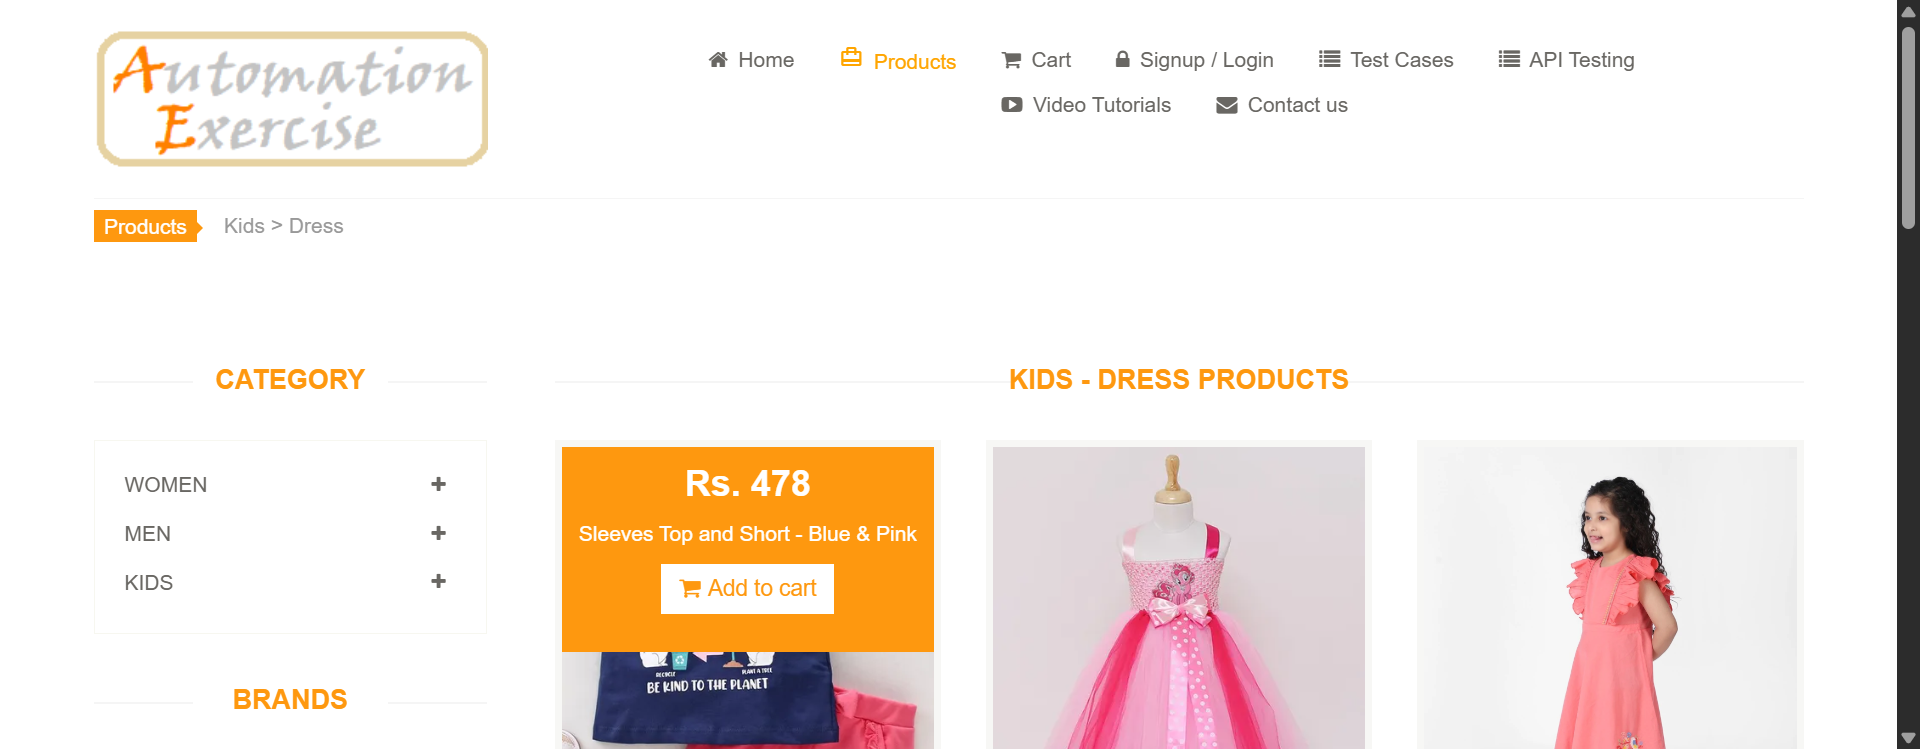 Automation
Exercise
Home
Products
Cart
Signup / Login
Test Cases
API Testing
Video Tutorials
Contact us
Products
Kids > Dress
CATEGORY
WOMEN
MEN
KIDS
BRANDS
KIDS - DRESS PRODUCTS
Rs. 478
Sleeves Top and Short - Blue & Pink
Add to cart
RECYCLE
PLANT A TREE
BE KIND TO THE PLANET